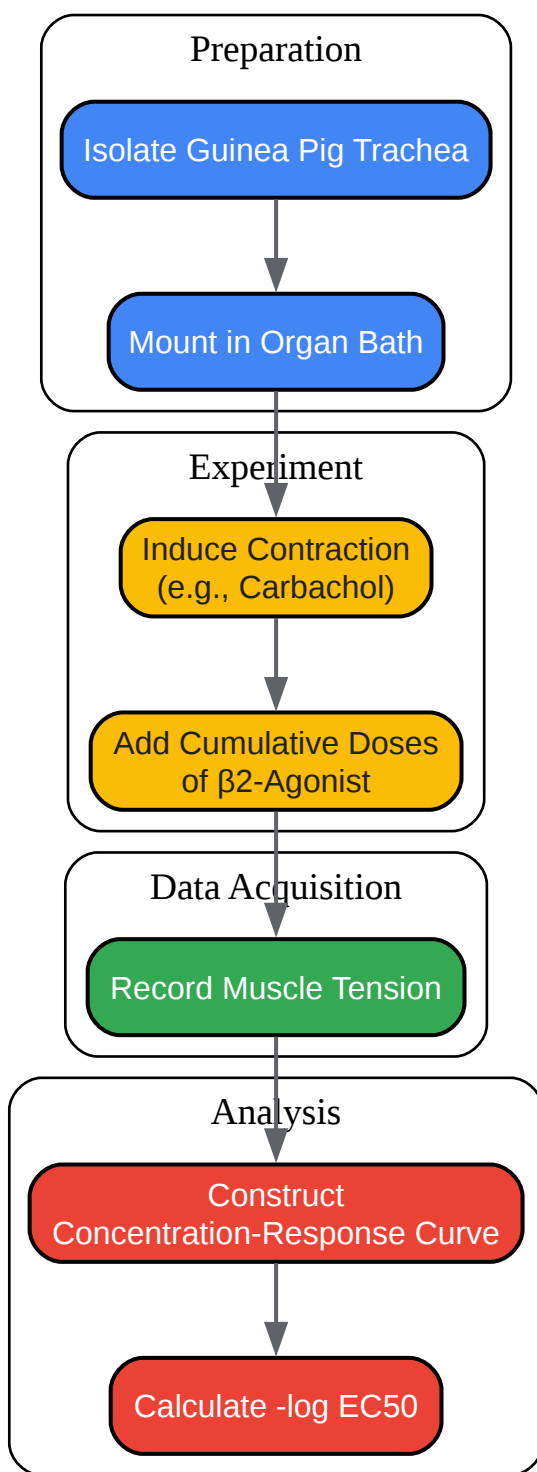 Preparation
Isolate Guinea Pig Trachea
Mount in Organ Bath
Experiment
Induce Contraction
(e.g., Carbachol)
Add Cumulative Doses
of β2-Agonist
Data Acquisition
Record Muscle Tension
Analysis
Construct
Concentration-Response Curve
Calculate -log EC50